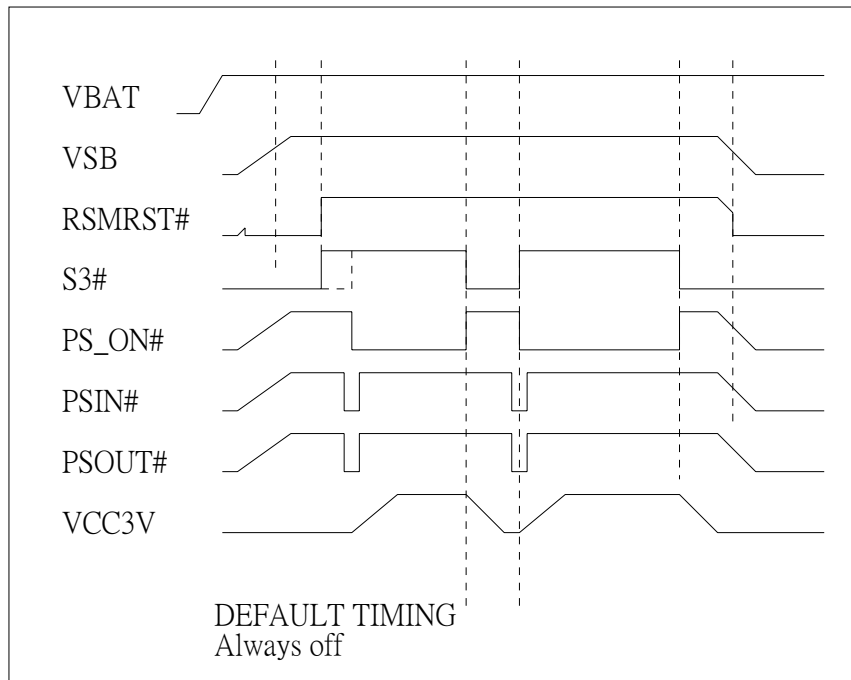 VBAT
VSB
RSMRST#
S3#
PS_ON#
PSIN#
PSOUT#
VCC3V
DEFAULT TIMING
Always off